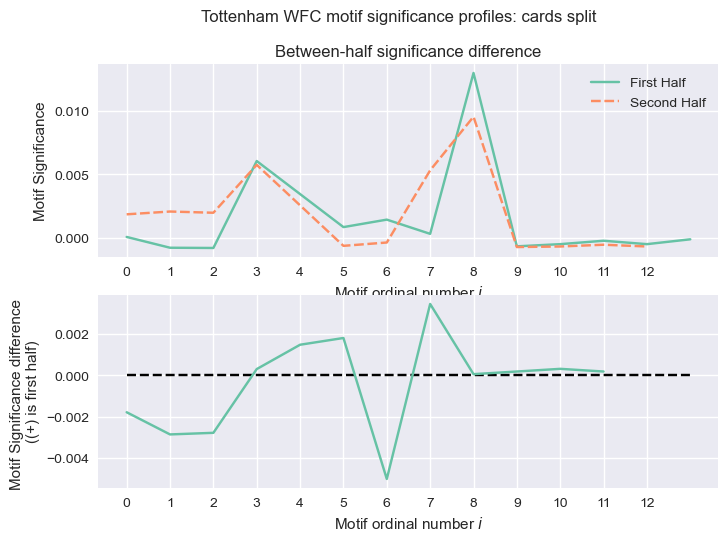 Tottenham WFC motif significance profiles: cards split
Between-half significance difference
Motif Significance
0.010
0.005
0.000
First Half
Second Half
0 1 2 3 4 5 6 7 8 9 10 11 12
Motif ordinal number i
Motif Significance difference
((+) is first half)
0.002
0.000
−0.002
−0.004
0 1 2 3 4 5 6 7 8 9 10 11 12
Motif ordinal number i